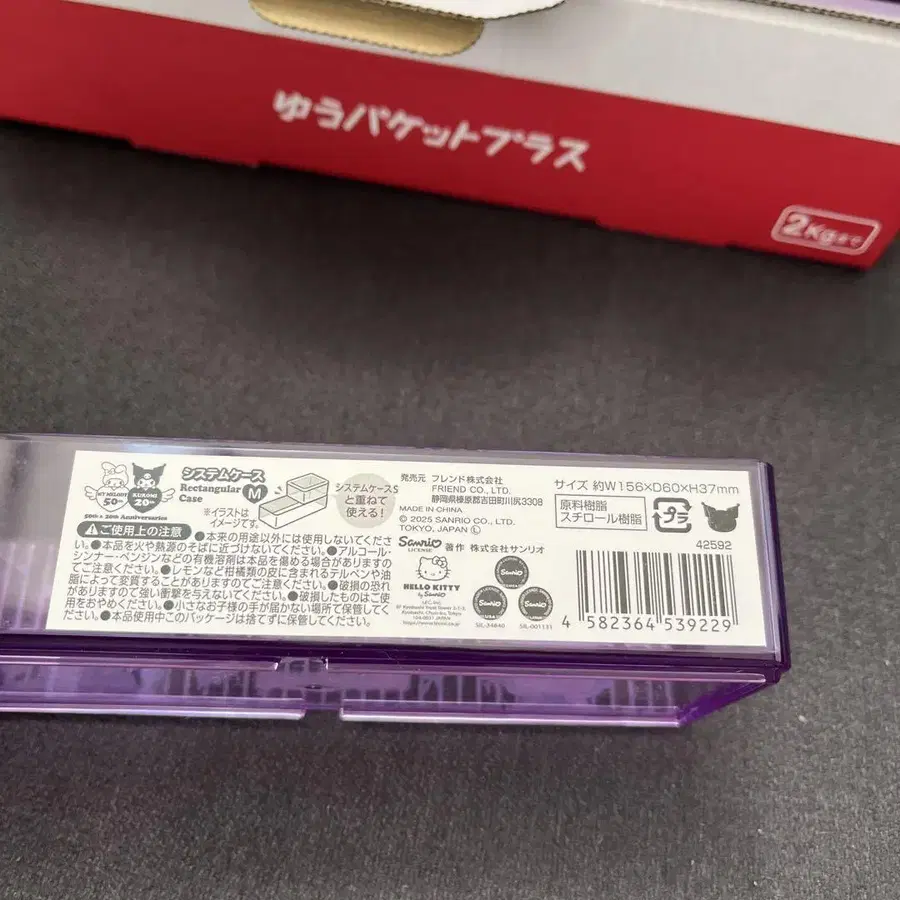 ゆうパケットプラス
2Kgまで
MY MELODY 50th
KUROMI 20th
50th & 20th Anniversaries
システムケース
Rectangular M
Case
※イラストは
イメージです。
システムケースS
と重ねて
使える!
ご使用上の注意 ●本来の用途以外には使用しないでくださ
い。●本品を火や熱源のそばに近づけないでください。●アルコール・
シンナー・ベンジンなどの有機溶剤は本品を傷める場合があります
のでご注意ください。●レモンなど柑橘類の皮に含まれるテルペンや油
脂によって変質することがありますのでご注意ください。●破損の恐れ
がありますので強い衝撃を与えないでください。●破損したものはご使
用をおやめください。●小さなお子様の手が届かない場所で保管してく
ださい。●本品使用中このパッケージは捨てずに保管してください。
発売元 フレンド株式会社
FRIEND CO., LTD.
静岡県榛原郡吉田町川尻3308
MADE IN CHINA
© 2025 SANRIO CO., LTD.
TOKYO, JAPAN Ⓛ
Sanrio LICENSE 著作 株式会社サンリオ
HELLO KITTY
by Sanrio
104-0031 JAPAN
Sanrio
Sanrio
Sanrio
SIL-34640
SIL-001131
サイズ 約W156×D60×H37mm
原料樹脂
スチロール樹脂
プラ
42592
4 582364 539229